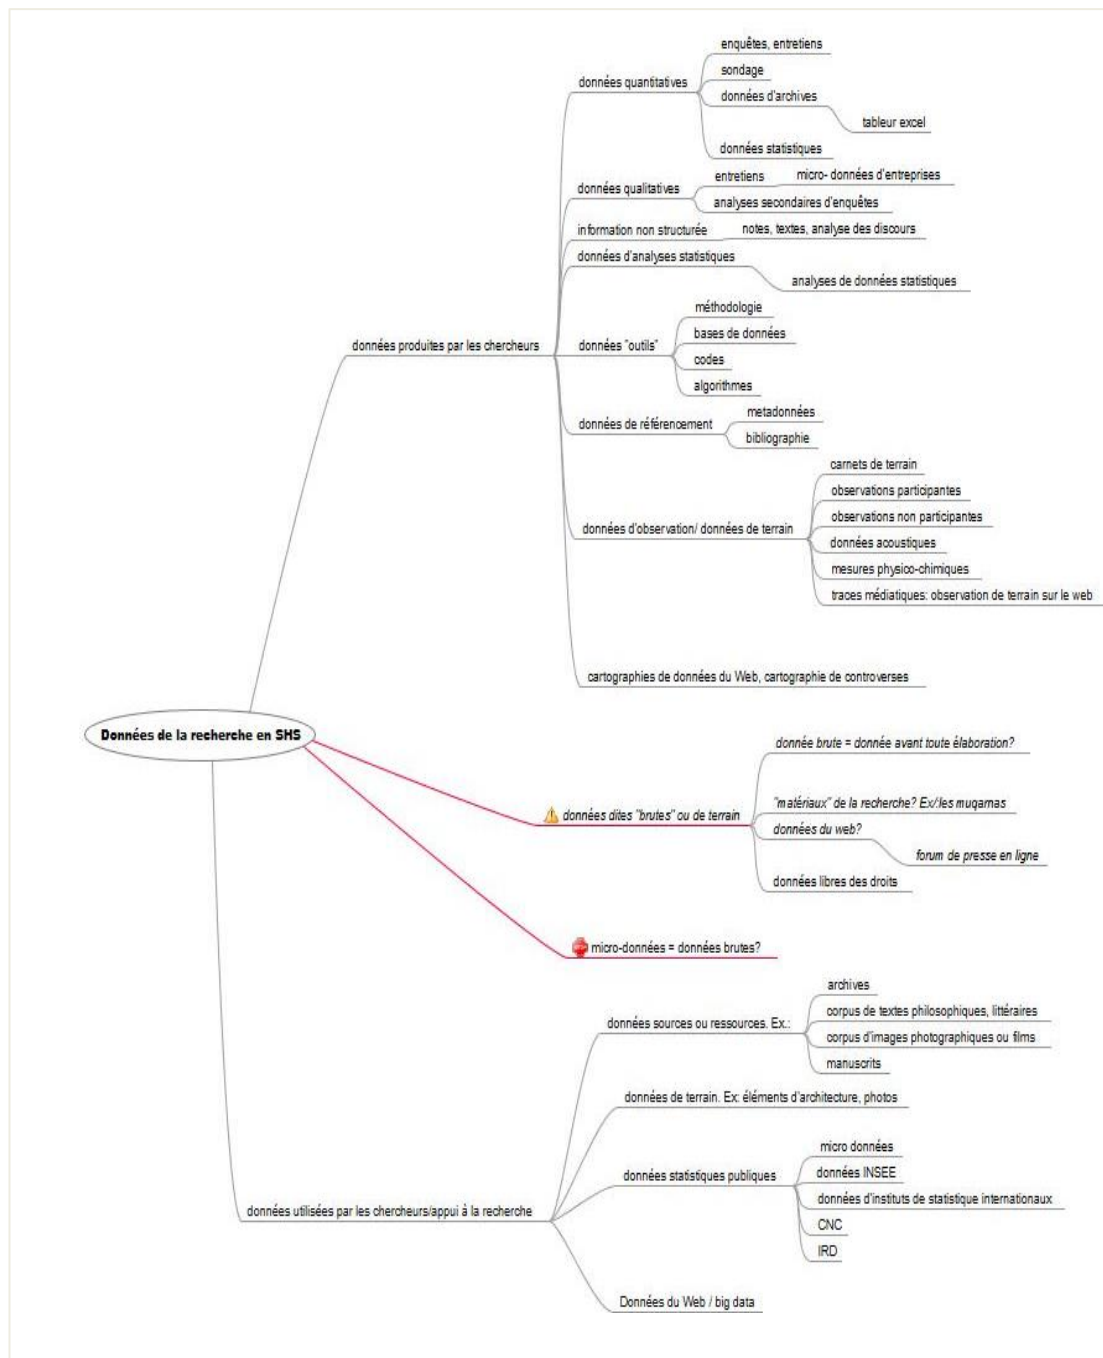 enquêtes, entretiens
sondage
données quantitatives
données d'archives
tableur excel
données statistiques
entretiens
micro- données d'entreprises
données qualitatives
analyses secondaires d'enquêtes
information non structurée
notes, textes, analyse des discours
données d'analyses statistiques
analyses de données statistiques
méthodologie
bases de données
données produites par les chercheurs
données "outils"
codes
algorithmes
metadonnées
données de référencement
bibliographie
carnets de terrain
observations participantes
observations non participantes
données d'observation/ données de terrain
données acoustiques
mesures physico-chimiques
traces médiatiques: observation de terrain sur le web
cartographies de données du Web, cartographie de controverses
Données de la recherche en SHS
donnée brute = donnée avant toute élaboration?
"matériaux" de la recherche? Ex/:les muqarnas
données dites "brutes" ou de terrain
données du web?
forum de presse en ligne
données libres des droits
micro-données = données brutes?
archives
corpus de textes philosophiques, littéraires
données sources ou ressources. Ex.:
corpus d'images photographiques ou films
manuscrits
données de terrain. Ex: éléments d'architecture, photos
micro données
données statistiques publiques
données INSEE
données d'instituts de statistique internationaux
données utilisées par les chercheurs/appui à la recherche
CNC
IRD
Données du Web / big data